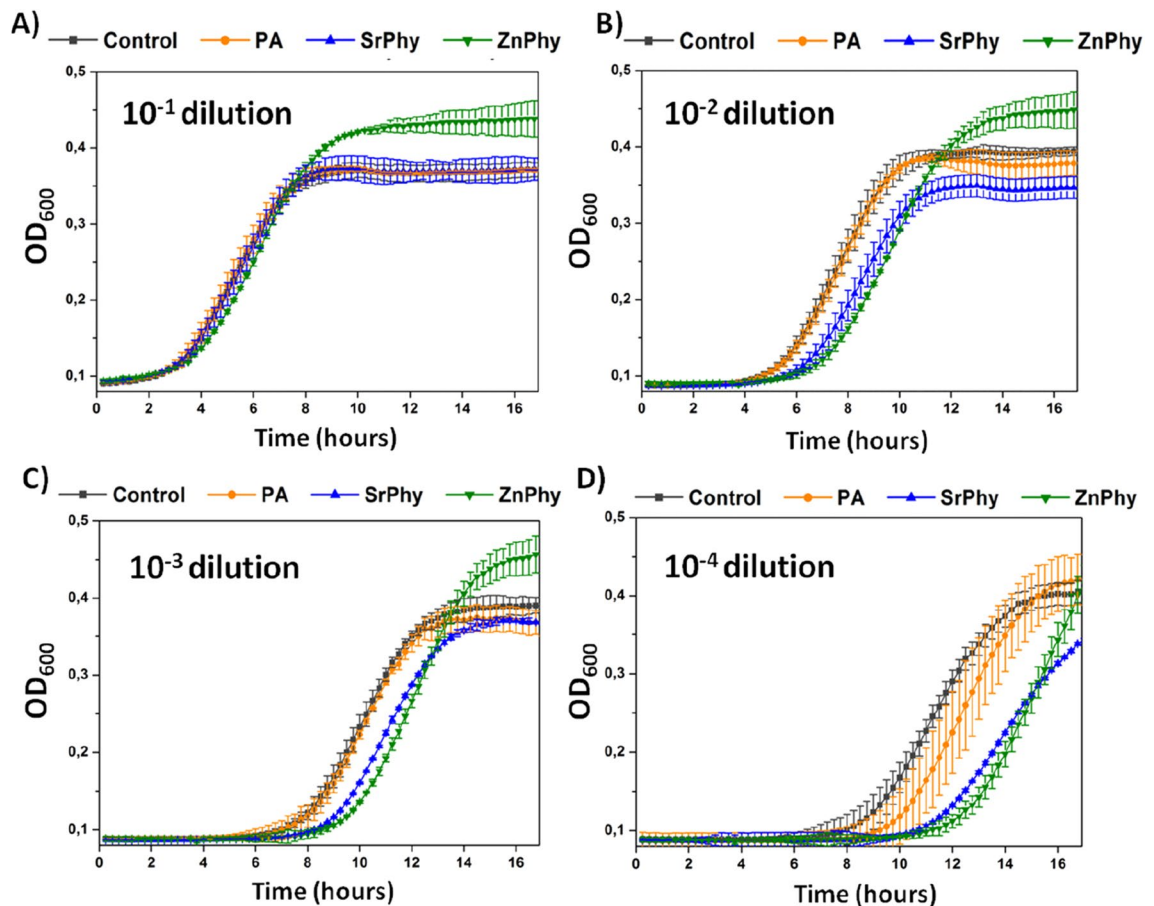 A)
Control PA SrPhy ZnPhy
0,5
0,4
0,3
0,2
0,1
OD600
10-1 dilution
0 2 4 6 8 10 12 14 16
Time (hours)
B)
Control PA SrPhy ZnPhy
0,5
0,4
0,3
0,2
0,1
OD600
10-2 dilution
0 2 4 6 8 10 12 14 16
Time (hours)
C)
Control PA SrPhy ZnPhy
0,5
0,4
0,3
0,2
0,1
OD600
10-3 dilution
0 2 4 6 8 10 12 14 16
Time (hours)
D)
Control PA SrPhy ZnPhy
0,5
0,4
0,3
0,2
0,1
OD600
10-4 dilution
0 2 4 6 8 10 12 14 16
Time (hours)